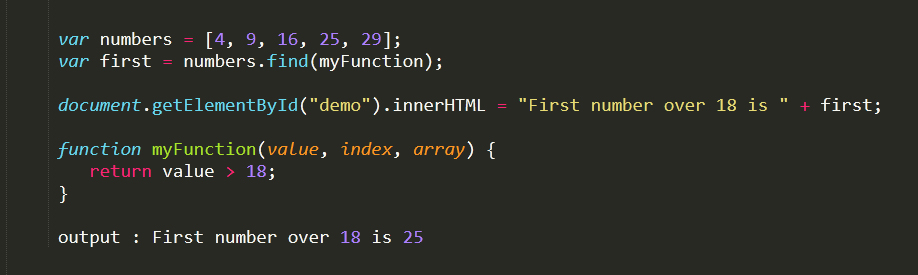 var numbers = [4, 9, 16, 25, 29];
var first = numbers.find(myFunction);
document.getElementById("demo").innerHTML = "First number over 18 is " + first;
function myFunction(value, index, array) {
return value > 18;
}
output : First number over 18 is 25